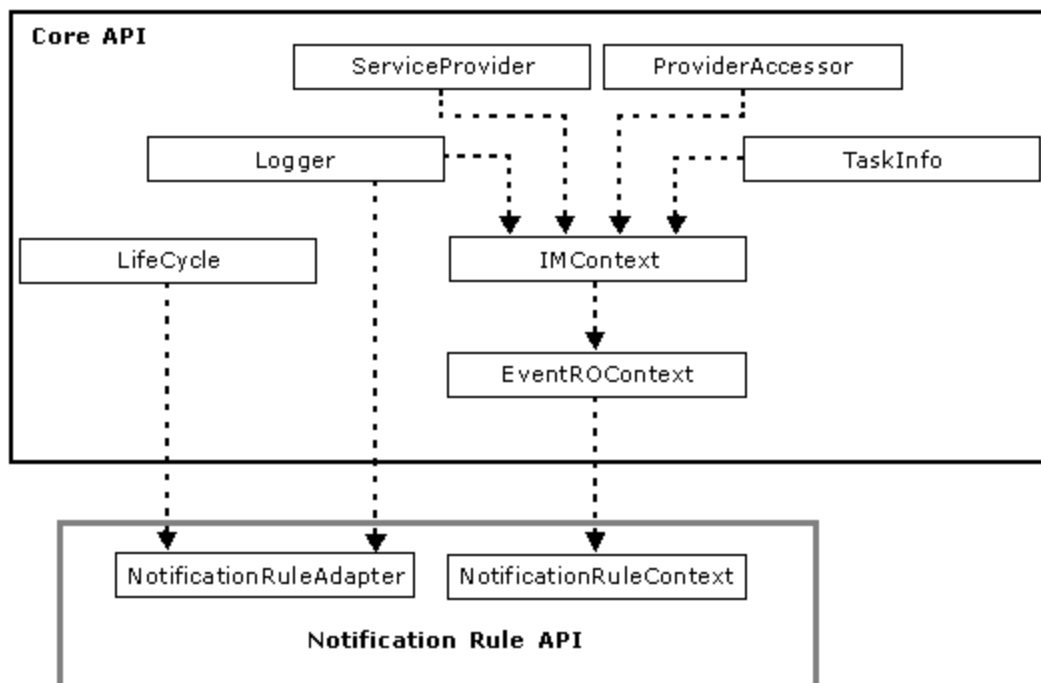 Core API
ServiceProvider
ProviderAccessor
Logger
TaskInfo
LifeCycle
IMContext
EventROContext
NotificationRuleAdapter
NotificationRuleContext
Notification Rule API